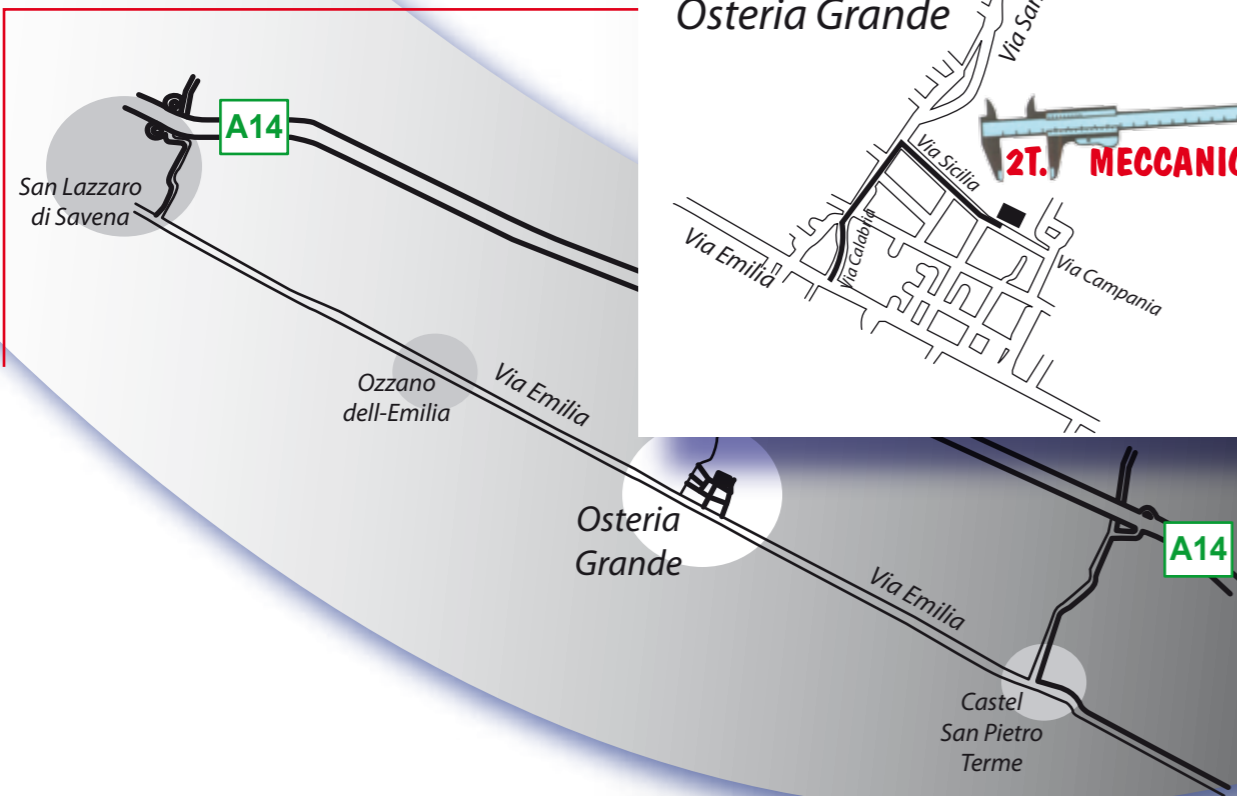 Osteria Grande
Via San
A14
Via Sicilia
2T. MECCANIC
San Lazzaro
di Savena
Via Calabria
Via Emilia
Via Campania
Ozzano
dell-Emilia
Via Emilia
Osteria
Grande
A14
Via Emilia
Castel
San Pietro
Terme